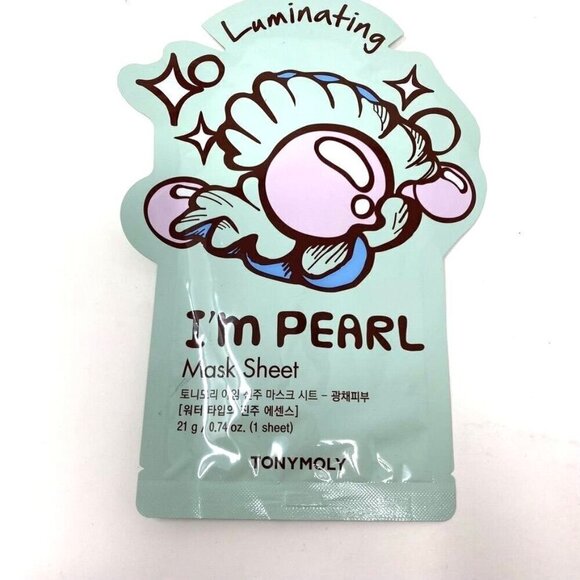 Luminating
I'm PEARL
Mask Sheet
토니모리 아임 진주 마스크 시트 - 광채피부
[워터 타입의 진주 에센스]
21 g / 0.74 oz. (1 sheet)
TONYMOLY